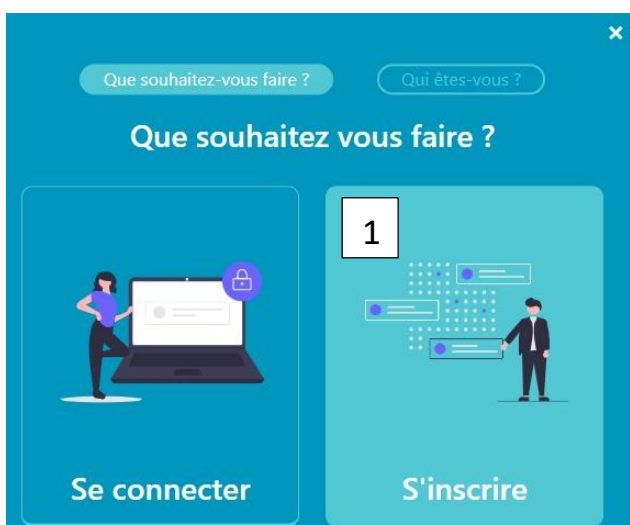 ×
Que souhaitez-vous faire ?
Qui êtes-vous ?
Que souhaitez vous faire ?
1
Se connecter
S'inscrire